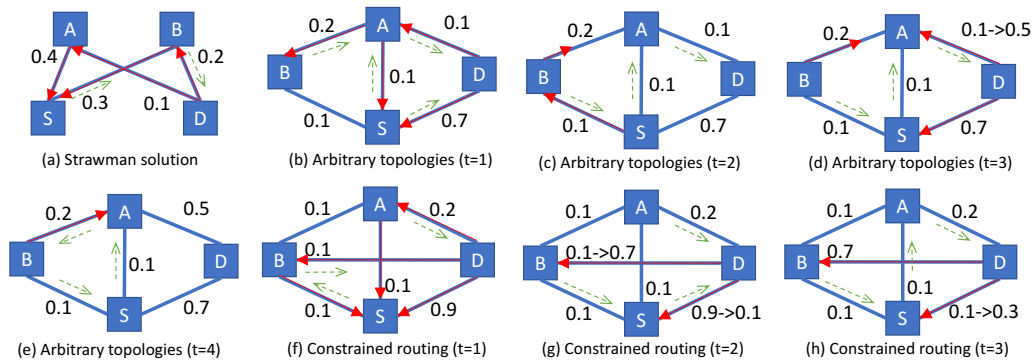 A B
0.4 0.3 0.1 0.2
S D
(a) Strawman solution
0.2 A 0.1
B 0.1 D
0.1 S 0.7
(b) Arbitrary topologies (t=1)
0.2 A 0.1
B 0.1 D
0.1 S 0.7
(c) Arbitrary topologies (t=2)
0.2 A 0.1->0.5
B 0.1 D
0.1 S 0.7
(d) Arbitrary topologies (t=3)
0.2 A 0.5
B 0.1 D
0.1 S 0.7
(e) Arbitrary topologies (t=4)
0.1 A 0.2
B 0.1 D
0.1 S 0.1 0.9
(f) Constrained routing (t=1)
0.1 A 0.2
B 0.1->0.7 D
0.1 S 0.1 0.9->0.1
(g) Constrained routing (t=2)
0.1 A 0.2
B 0.7 D
0.1 S 0.1 0.1->0.3
(h) Constrained routing (t=3)